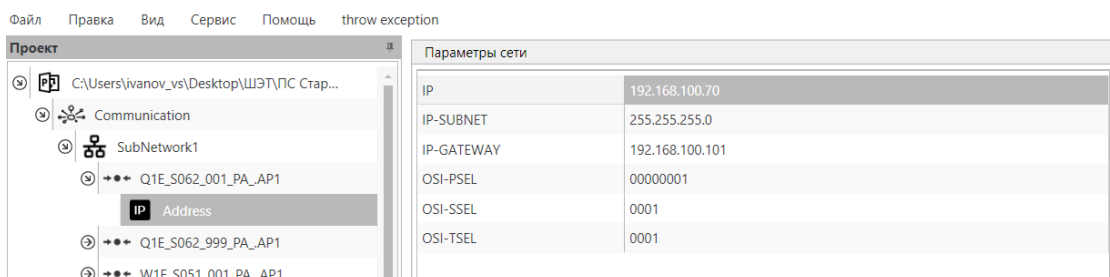 Файл Правка Вид Сервис Помощь throw exception
Проект
C:\Users\ivanov_vs\Desktop\ШЭТ\ПС Стар...
Communication
SubNetwork1
Q1E_S062_001_PA_.AP1
IP Address
Q1E_S062_999_PA_.AP1
W1E_S051_001_PA_.AP1
Параметры сети
IP 192.168.100.70
IP-SUBNET 255.255.255.0
IP-GATEWAY 192.168.100.101
OSI-PSEL 00000001
OSI-SSEL 0001
OSI-TSEL 0001